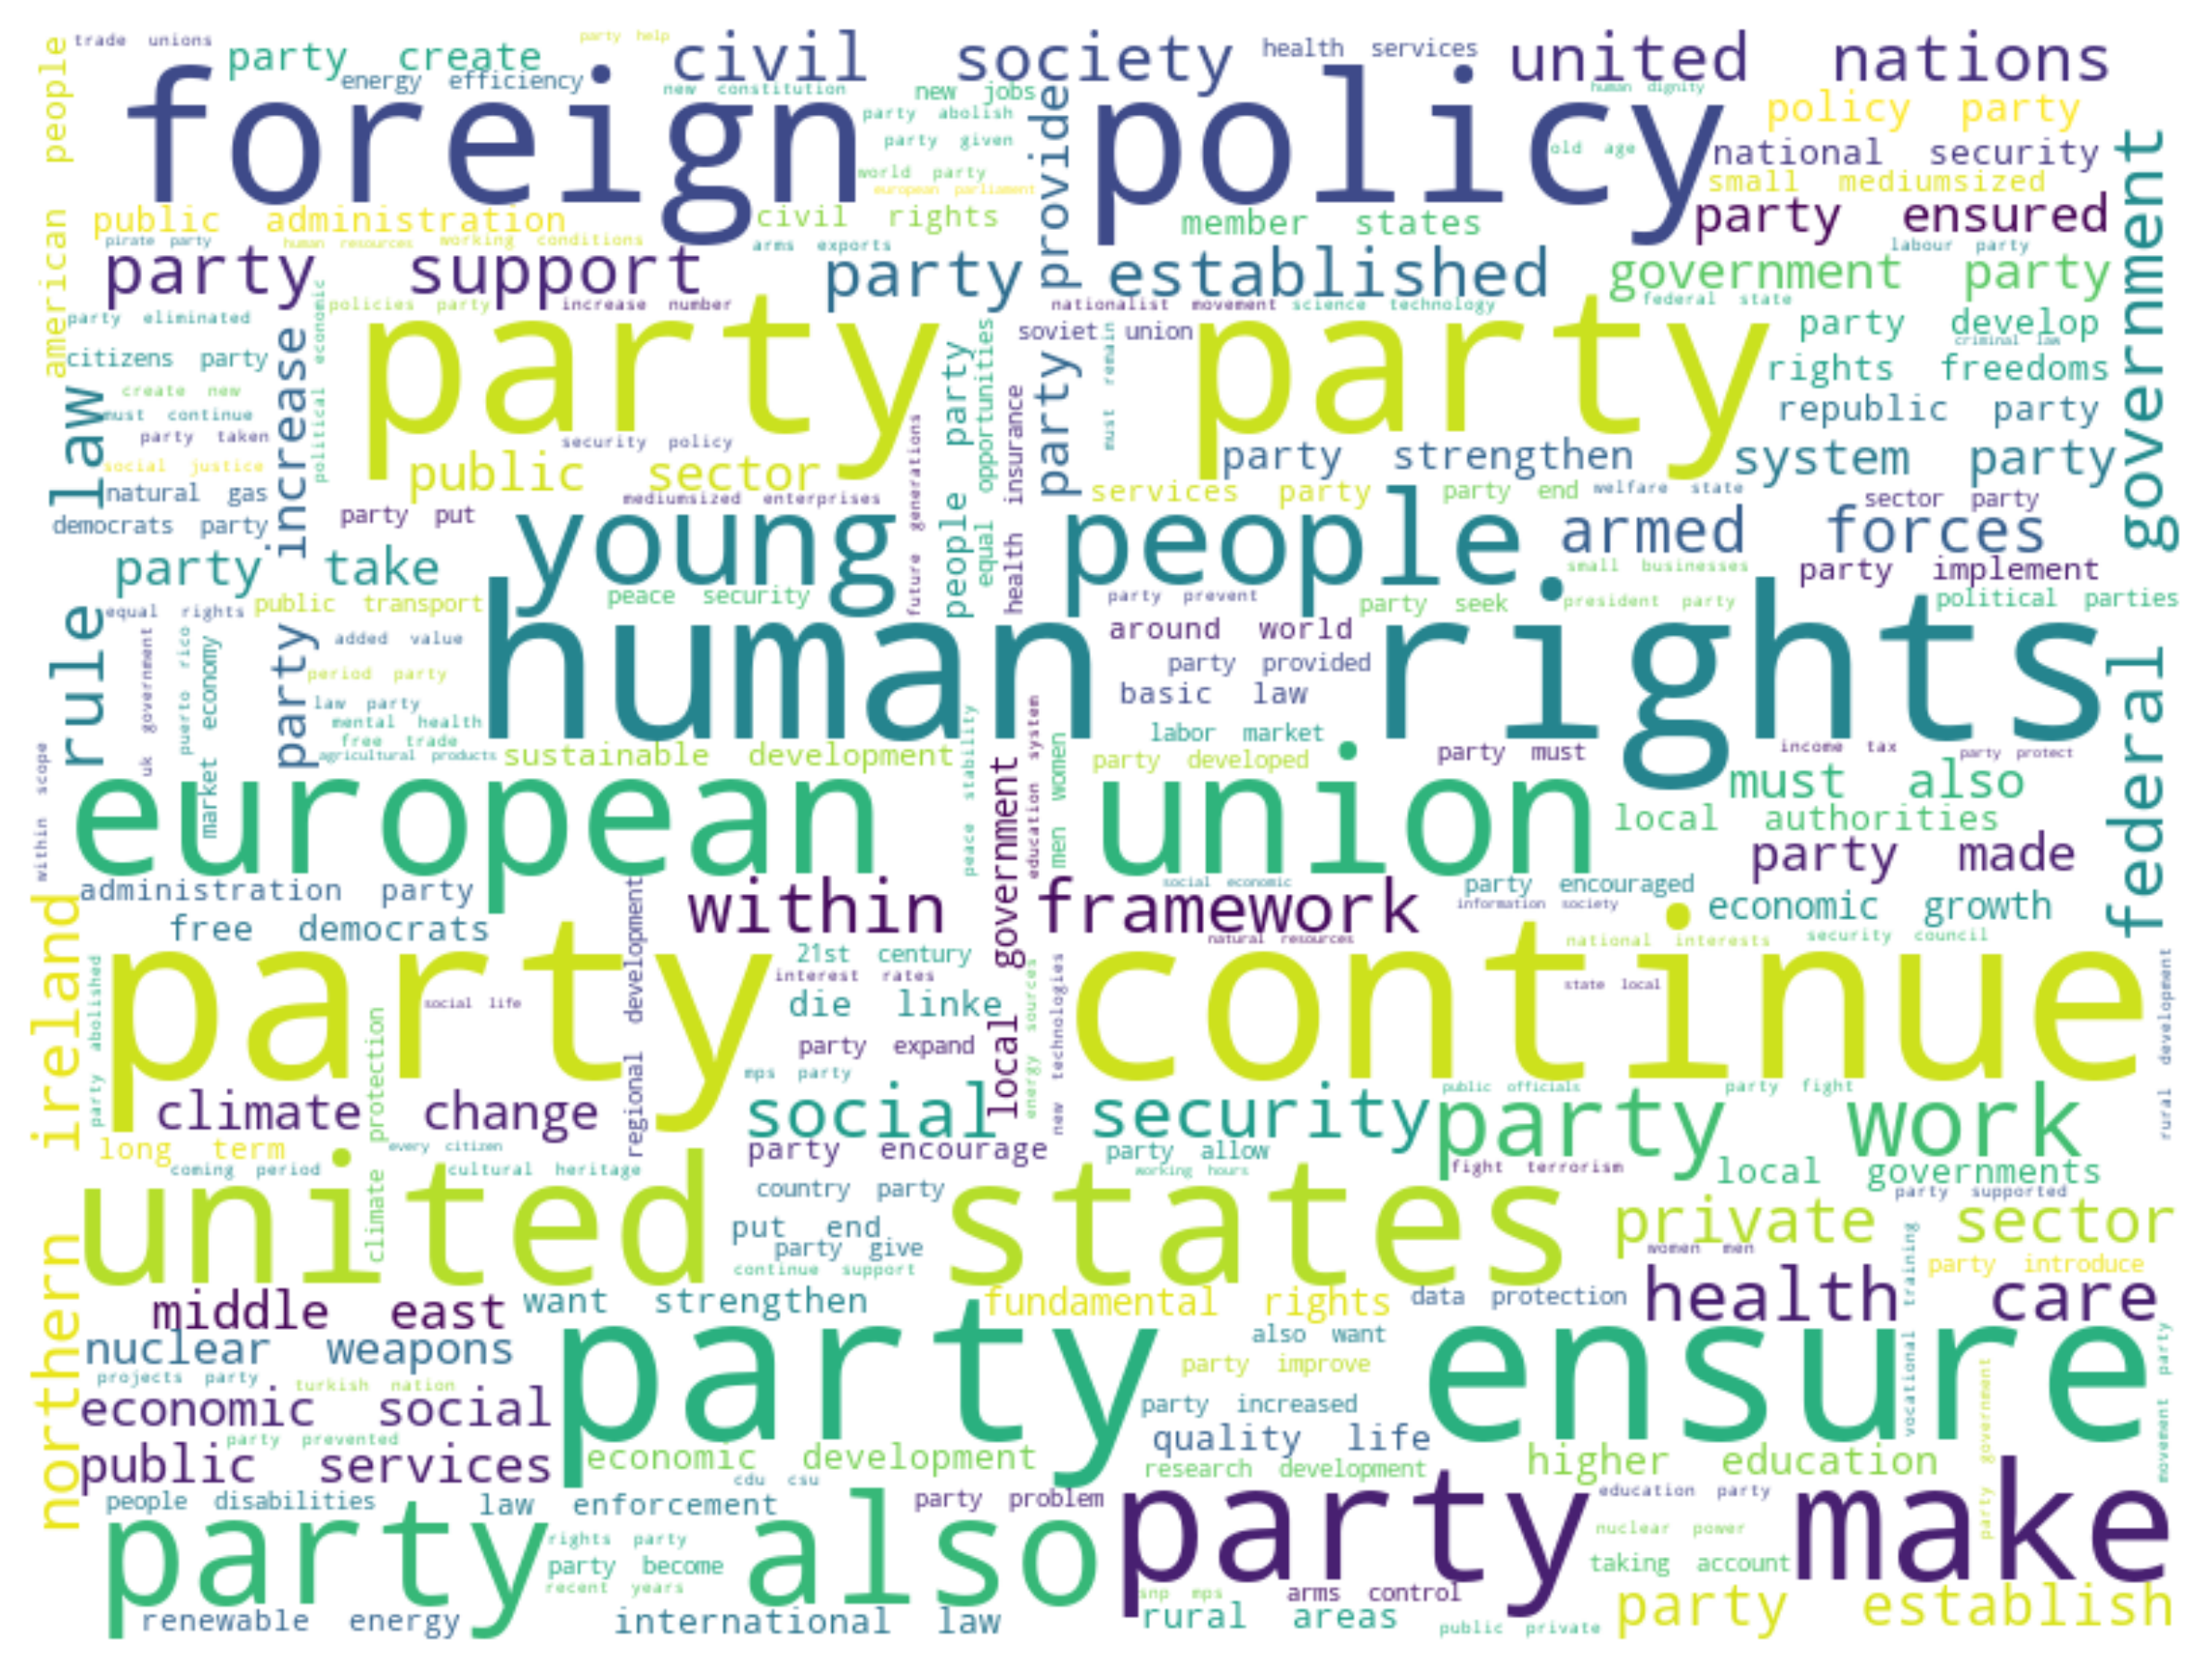 trade unions
party help
party create
civil society
health services
united nations
energy efficiency
new constitution
new jobs
human dignity
foreign policy
party abolish
policy party
party given
old age
national security
world party
european parliament
small mediumsized
american people
public administration
civil rights
provide party
member states
party ensured
pirate party
human resources
working conditions
arms exports
labour party
party support
party established
government party
policies party
increase number
nationalist movement
science technology
federal state
party eliminated
political economic
party party
soviet union
must remain
party develop
criminal law
citizens party
rights freedoms
create new
must continue
republic party
party taken
security policy
party strengthen
system party
social justice
public sector
natural gas
mediumsized enterprises
services party
party end
welfare state
sector party
democrats party
party put
young people
armed forces
party increase
future generations
people party
equal opportunities
health insurance
rule law
federal government
party take
small businesses
party implement
equal rights
public transport
peace security
party prevent
party seek
president party
political parties
human rights
uk government
puerto rico
market economy
added value
around world
party provided
period party
basic law
law party
mental health
labor market
free trade
agricultural products
sustainable development
party developed
party must
income tax
party protect
within scope
european union
peace stability
education system
men women
must also
local authorities
party made
administration party
within framework
social economic
party encouraged
information society
economic growth
free democrats
natural resources
national interests
security council
northern ireland
party abolished
party continue
regional development
21st century
interest rates
social life
die linke
local government
energy sources
new technologies
state local
rural development
party expand
mps party
climate change
climate protection
social security
public officials
party fight
party work
long term
every citizen
party encourage
party allow
coming period
cultural heritage
working hours
fight terrorism
local governments
united states
country party
party supported
put end
party give
private sector
women men
continue support
vocational training
party introduce
middle east
want strengthen
fundamental rights
data protection
health care
nuclear weapons
also want
party ensure
party improve
projects party
turkish nation
party government
movement party
economic social
party increased
party prevented
quality life
public services
economic development
cdu csu
research development
higher education
people disabilities
law enforcement
party problem
party make
education party
party also
rights party
nuclear power
party become
taking account
recent years
snp mps
arms control
renewable energy
international law
rural areas
public private
party establish